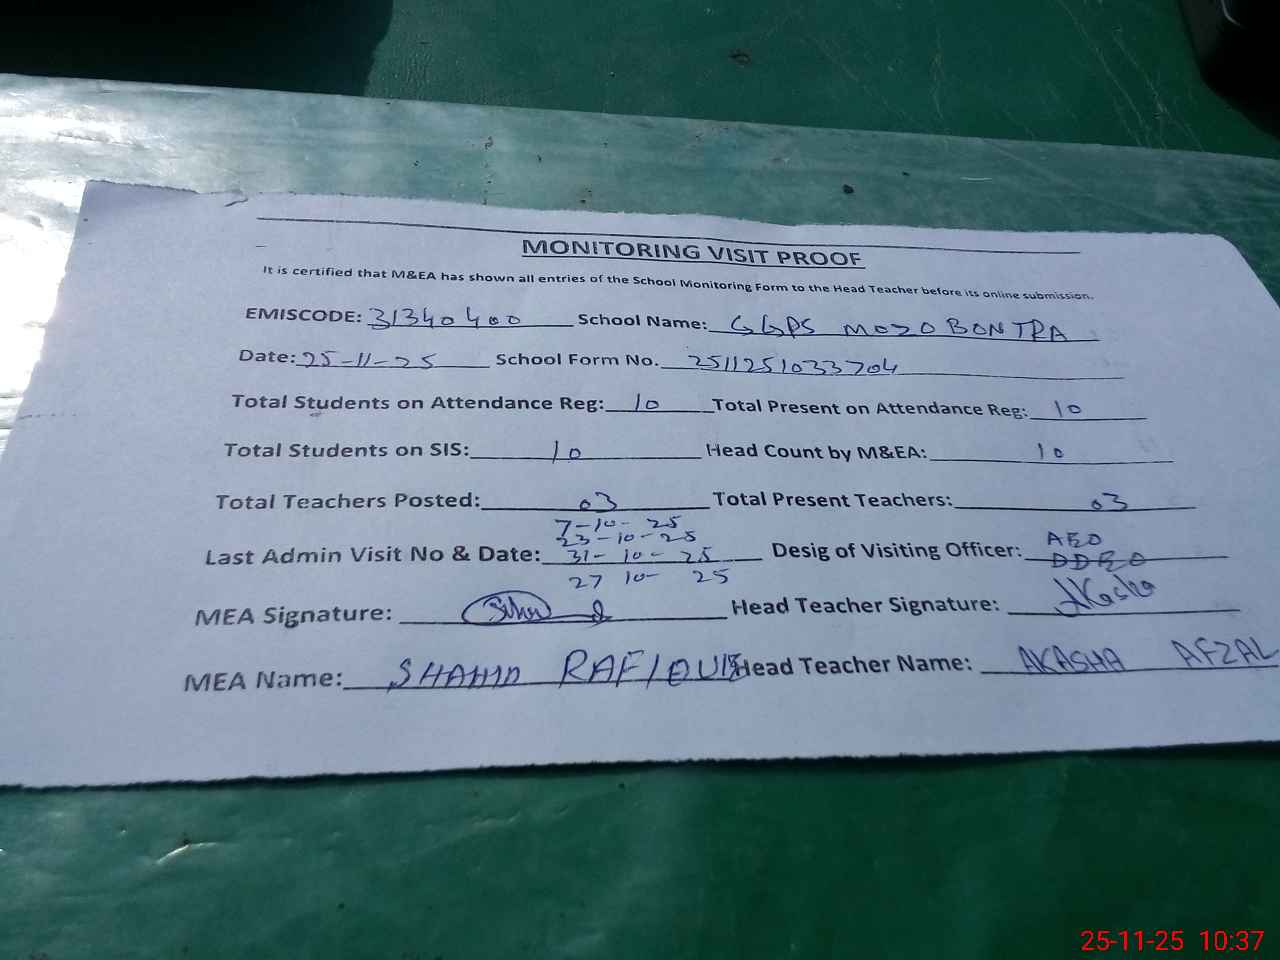 MONITORING VISIT PROOF
It is certified that M&EA has shown all entries of the School Monitoring Form to the Head Teacher before its online submission.
EMISCODE: 31340400 School Name: GGPS MOZO BONTRA
Date: 25-11-25 School Form No. 2511251033704
Total Students on Attendance Reg: 10 Total Present on Attendance Reg: 10
Total Students on SIS: 10 Head Count by M&EA: 10
Total Teachers Posted: 03 Total Present Teachers: 03
7-10-25
23-10-25
Last Admin Visit No & Date: 31-10-25 Desig of Visiting Officer: AEO
27 10- 25 DDEO
MEA Signature: Head Teacher Signature: AKasha
MEA Name: SHAHID RAFIQUE Head Teacher Name: AKASHA AFZAL
25-11-25 10:37